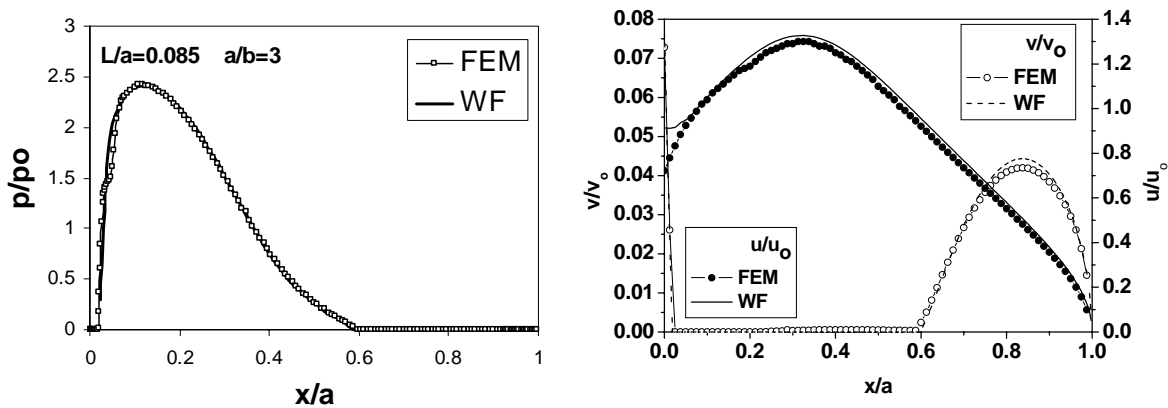 3
2.5
2
1.5
1
0.5
0
p/po
L/a=0.085 a/b=3
FEM
WF
0 0.2 0.4 0.6 0.8 1
x/a
0.08
0.07
0.06
0.05
0.04
0.03
0.02
0.01
0.00
v/vo
v/vo
FEM
WF
u/uo
FEM
WF
1.4
1.3
1.0
0.8
0.6
0.4
0.2
0.0
u/uo
0.0 0.2 0.4 0.6 0.8 1.0
x/a